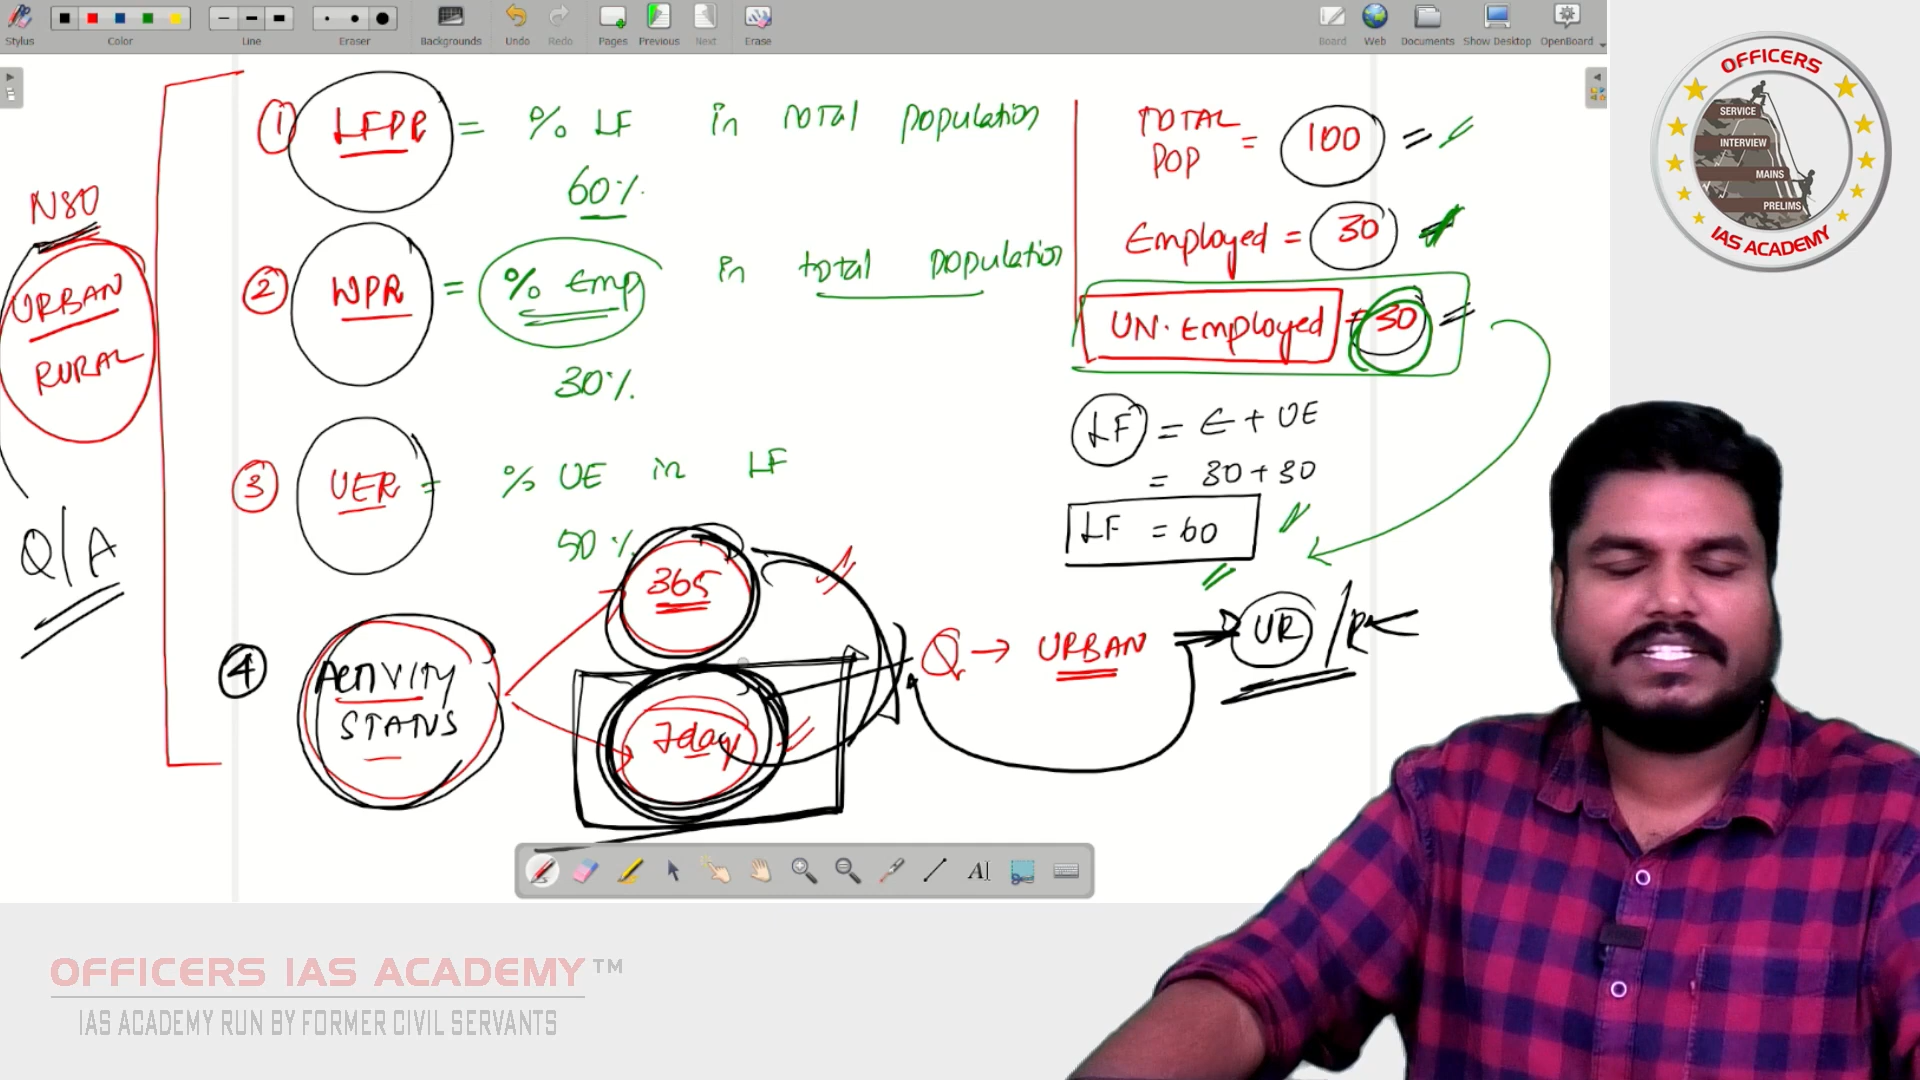 Stylus
Color
Line
Eraser
Backgrounds
Undo
Redo
Pages
Previous
Next
Erase
Board
Web
Documents
Show Desktop
OpenBoard
OFFICERS
SERVICE
INTERVIEW
MAINS
PRELIMS
IAS ACADEMY
① LFPR = % LF in total population
60%.
② WPR = % Emp in total population
30%.
③ UER = % UE in LF
50%.
④ Activity Status
365
7day
Q → URBAN
UR / R
NSO
URBAN
RURAL
Q/A
TOTAL POP = 100
Employed = 30
UN.Employed = 30
LF = E + UE
= 30 + 30
LF = 60
OFFICERS IAS ACADEMY™
IAS ACADEMY RUN BY FORMER CIVIL SERVANTS